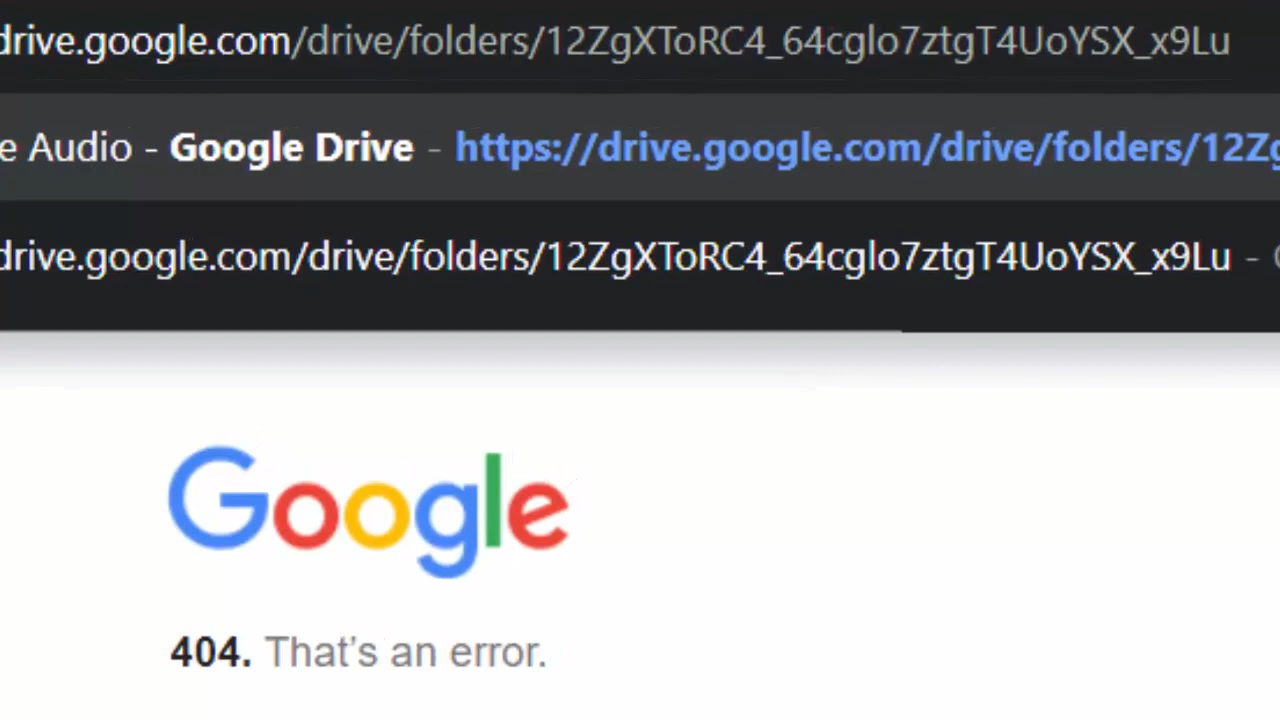 drive.google.com/drive/folders/12ZgXToRC4_64cglo7ztgT4UoYSX_x9Lu
e Audio - Google Drive - https://drive.google.com/drive/folders/12Zg
drive.google.com/drive/folders/12ZgXToRC4_64cglo7ztgT4UoYSX_x9Lu -
Google
404. That's an error.